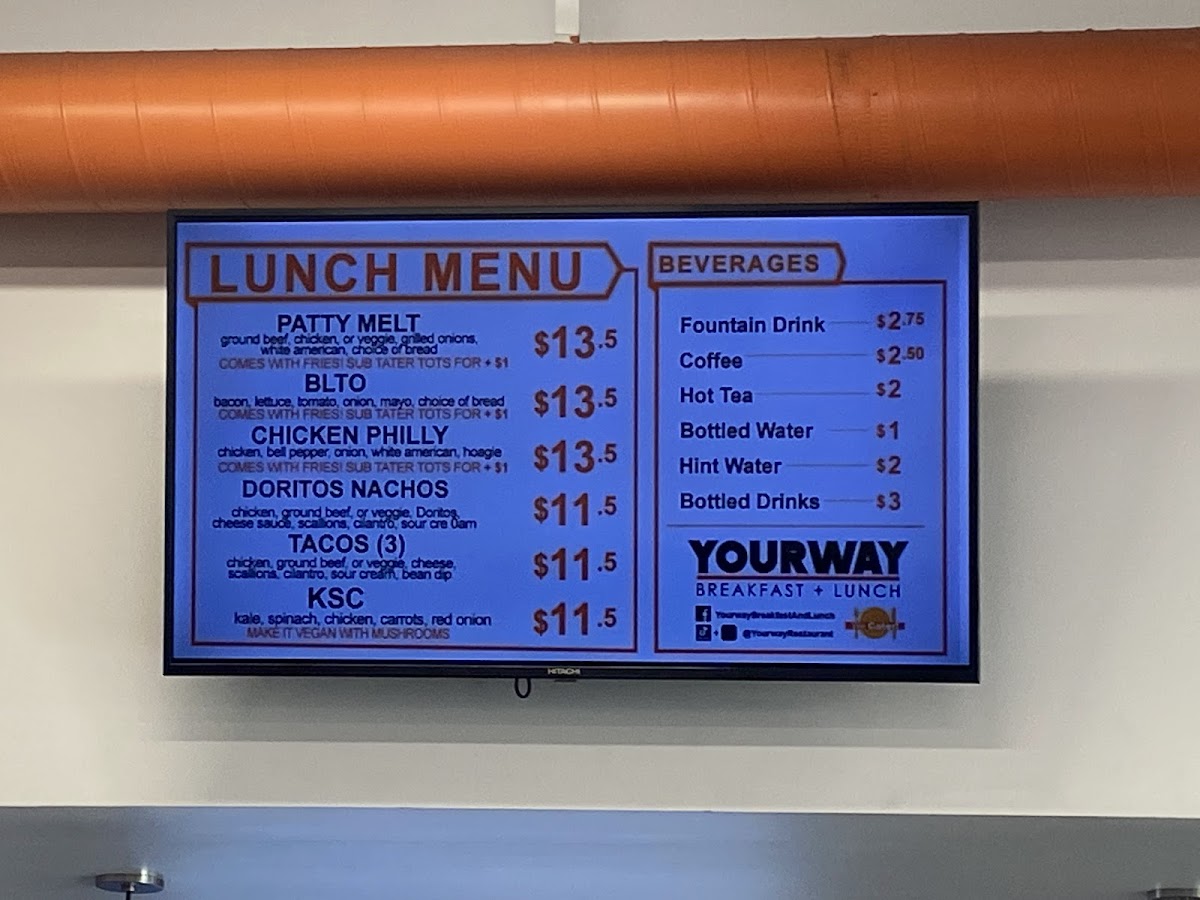 LUNCH MENU
PATTY MELT
ground beef, chicken, or veggie, grilled onions,
white american, choice of bread
COMES WITH FRIES! SUB TATER TOTS FOR + $1
$13.5
BLTO
bacon, lettuce, tomato, onion, mayo, choice of bread
COMES WITH FRIES! SUB TATER TOTS FOR + $1
$13.5
CHICKEN PHILLY
chicken, bell pepper, onion, white american, hoagie
COMES WITH FRIES! SUB TATER TOTS FOR + $1
$13.5
DORITOS NACHOS
chicken, ground beef, or veggie, Doritos,
cheese sauce, scallions, cilantro, sour cre 0am
$11.5
TACOS (3)
chicken, ground beef, or veggie, cheese,
scallions, cilantro, sour cream, bean dip
$11.5
KSC
kale, spinach, chicken, carrots, red onion
MAKE IT VEGAN WITH MUSHROOMS
$11.5
BEVERAGES
Fountain Drink $2.75
Coffee $2.50
Hot Tea $2
Bottled Water $1
Hint Water $2
Bottled Drinks $3
YOURWAY
BREAKFAST + LUNCH
YourwayBreakfastAndLunch
+ @YourwayRestaurant
HITACHI